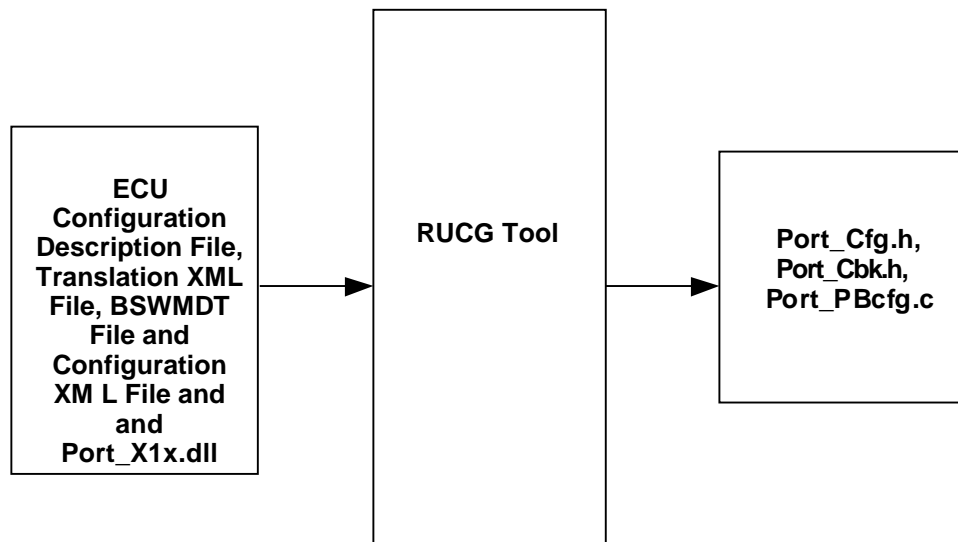 ECU
Configuration
Description File,
Translation XML
File, BSWMDT
File and
Configuration
XM L File and
and
Port_X1x.dll
RUCG Tool
Port_Cfg.h,
Port_Cbk.h,
Port_PBcfg.c